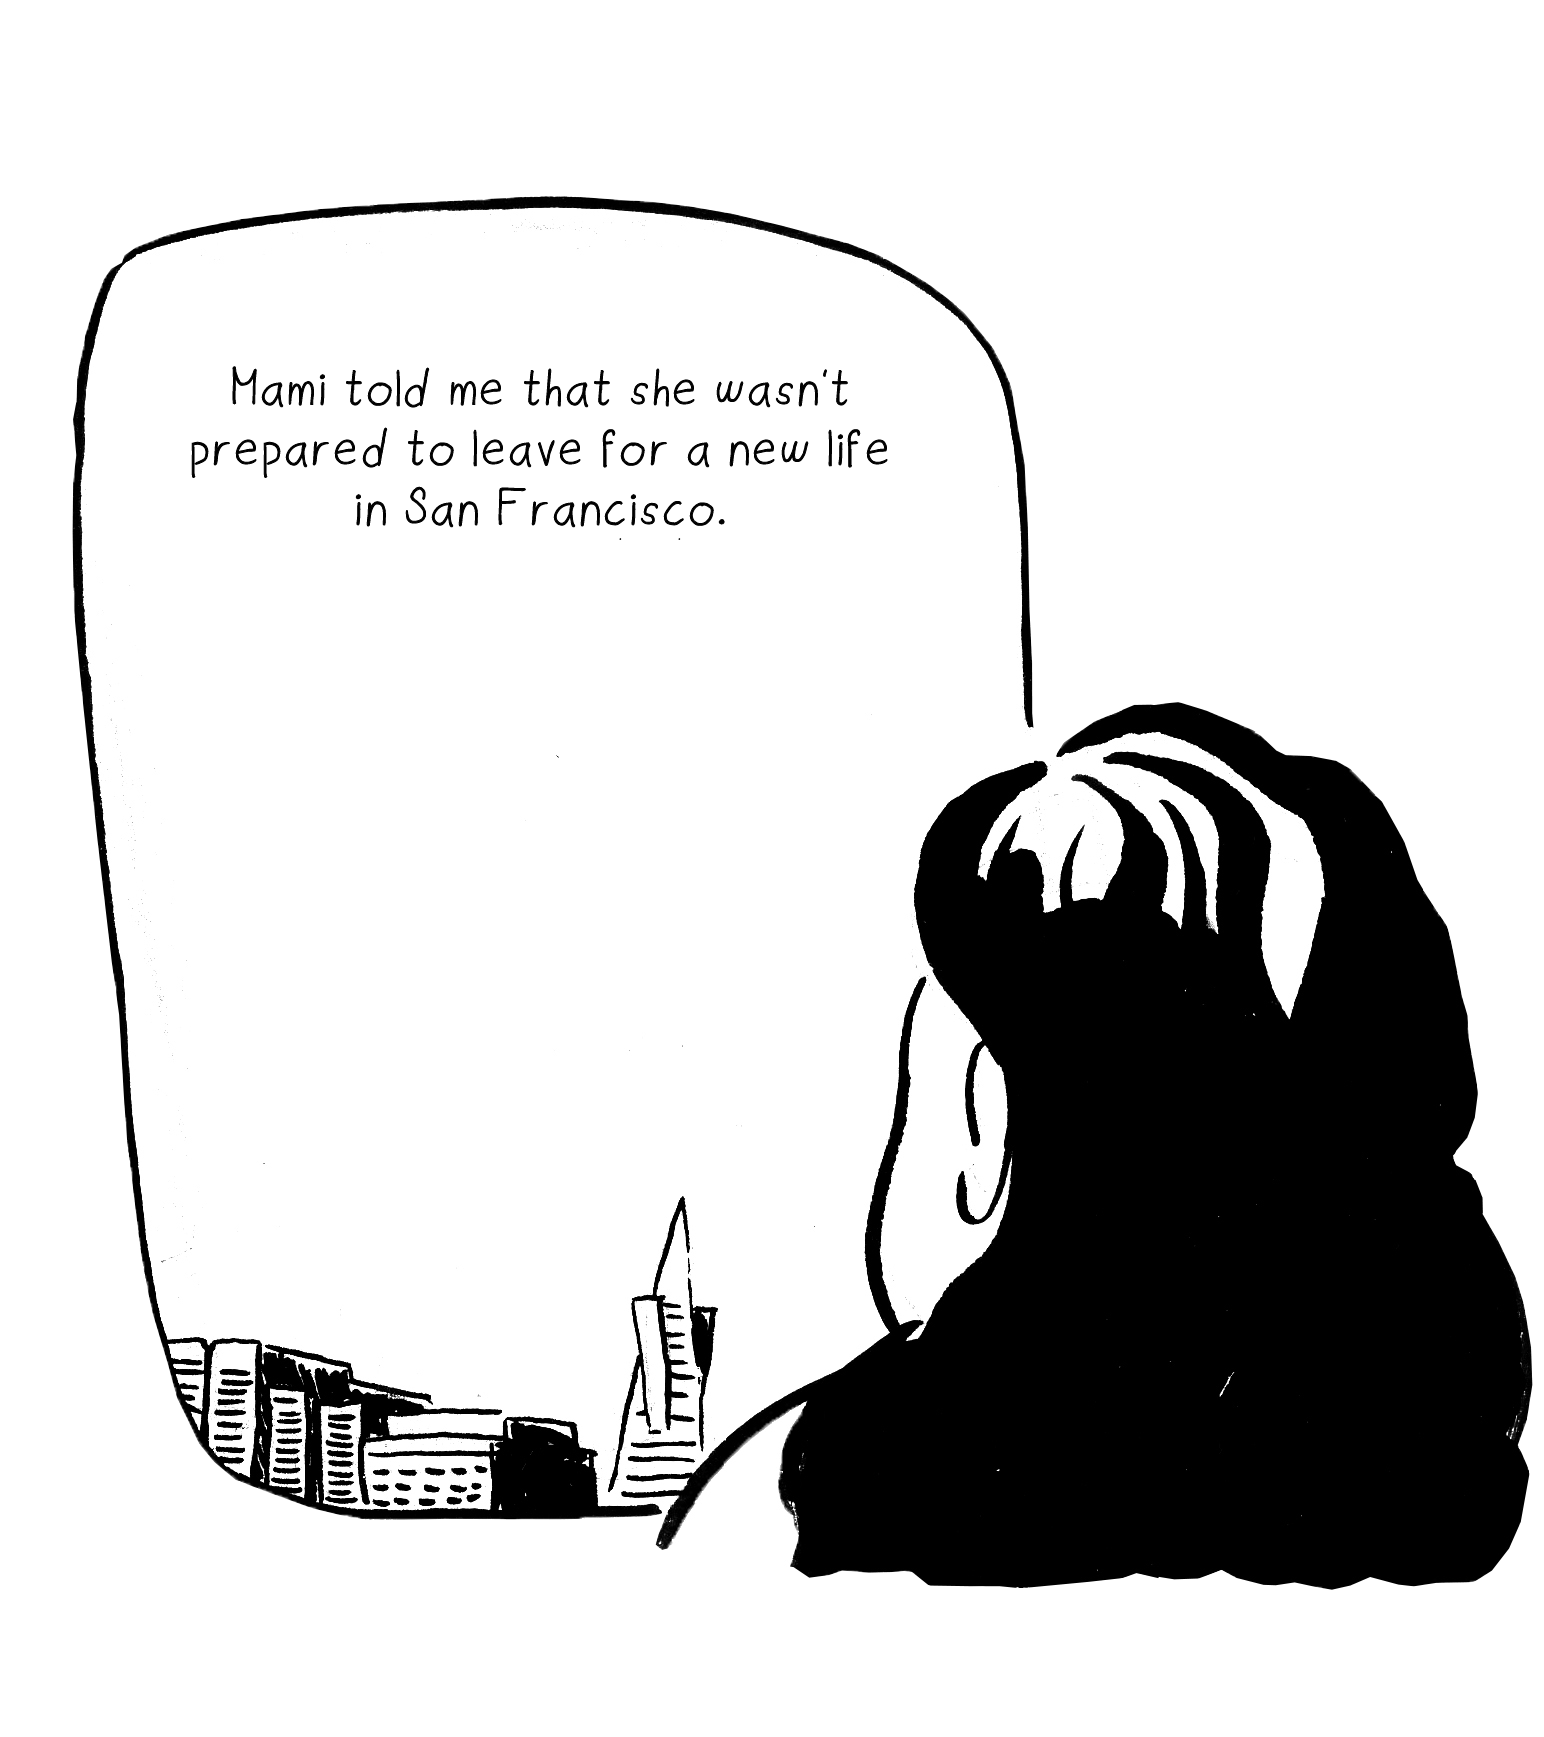 Mami told me that she wasn't
prepared to leave for a new life
in San Francisco.